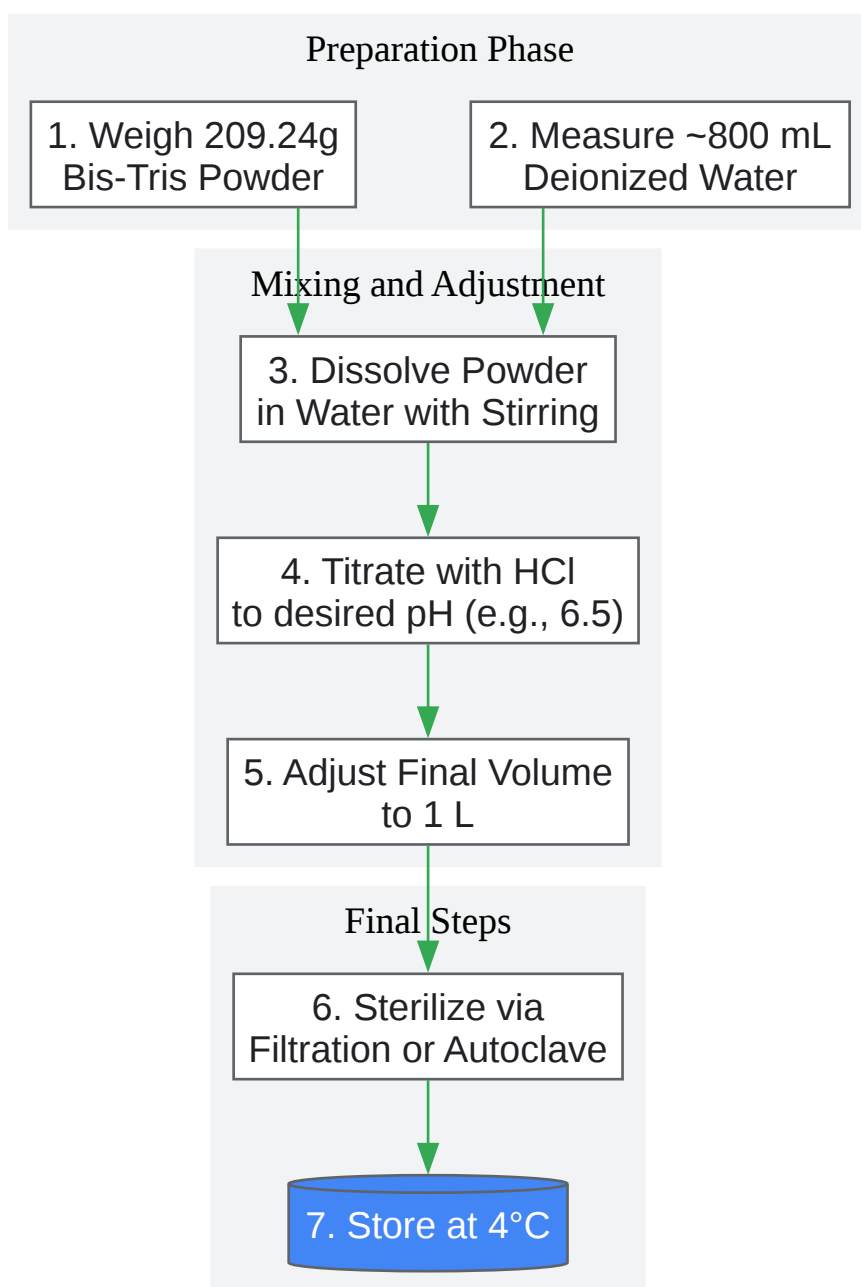 Preparation Phase
1. Weigh 209.24g
Bis-Tris Powder
2. Measure ~800 mL
Deionized Water
Mixing and Adjustment
3. Dissolve Powder
in Water with Stirring
4. Titrate with HCl
to desired pH (e.g., 6.5)
5. Adjust Final Volume
to 1 L
Final Steps
6. Sterilize via
Filtration or Autoclave
7. Store at 4°C